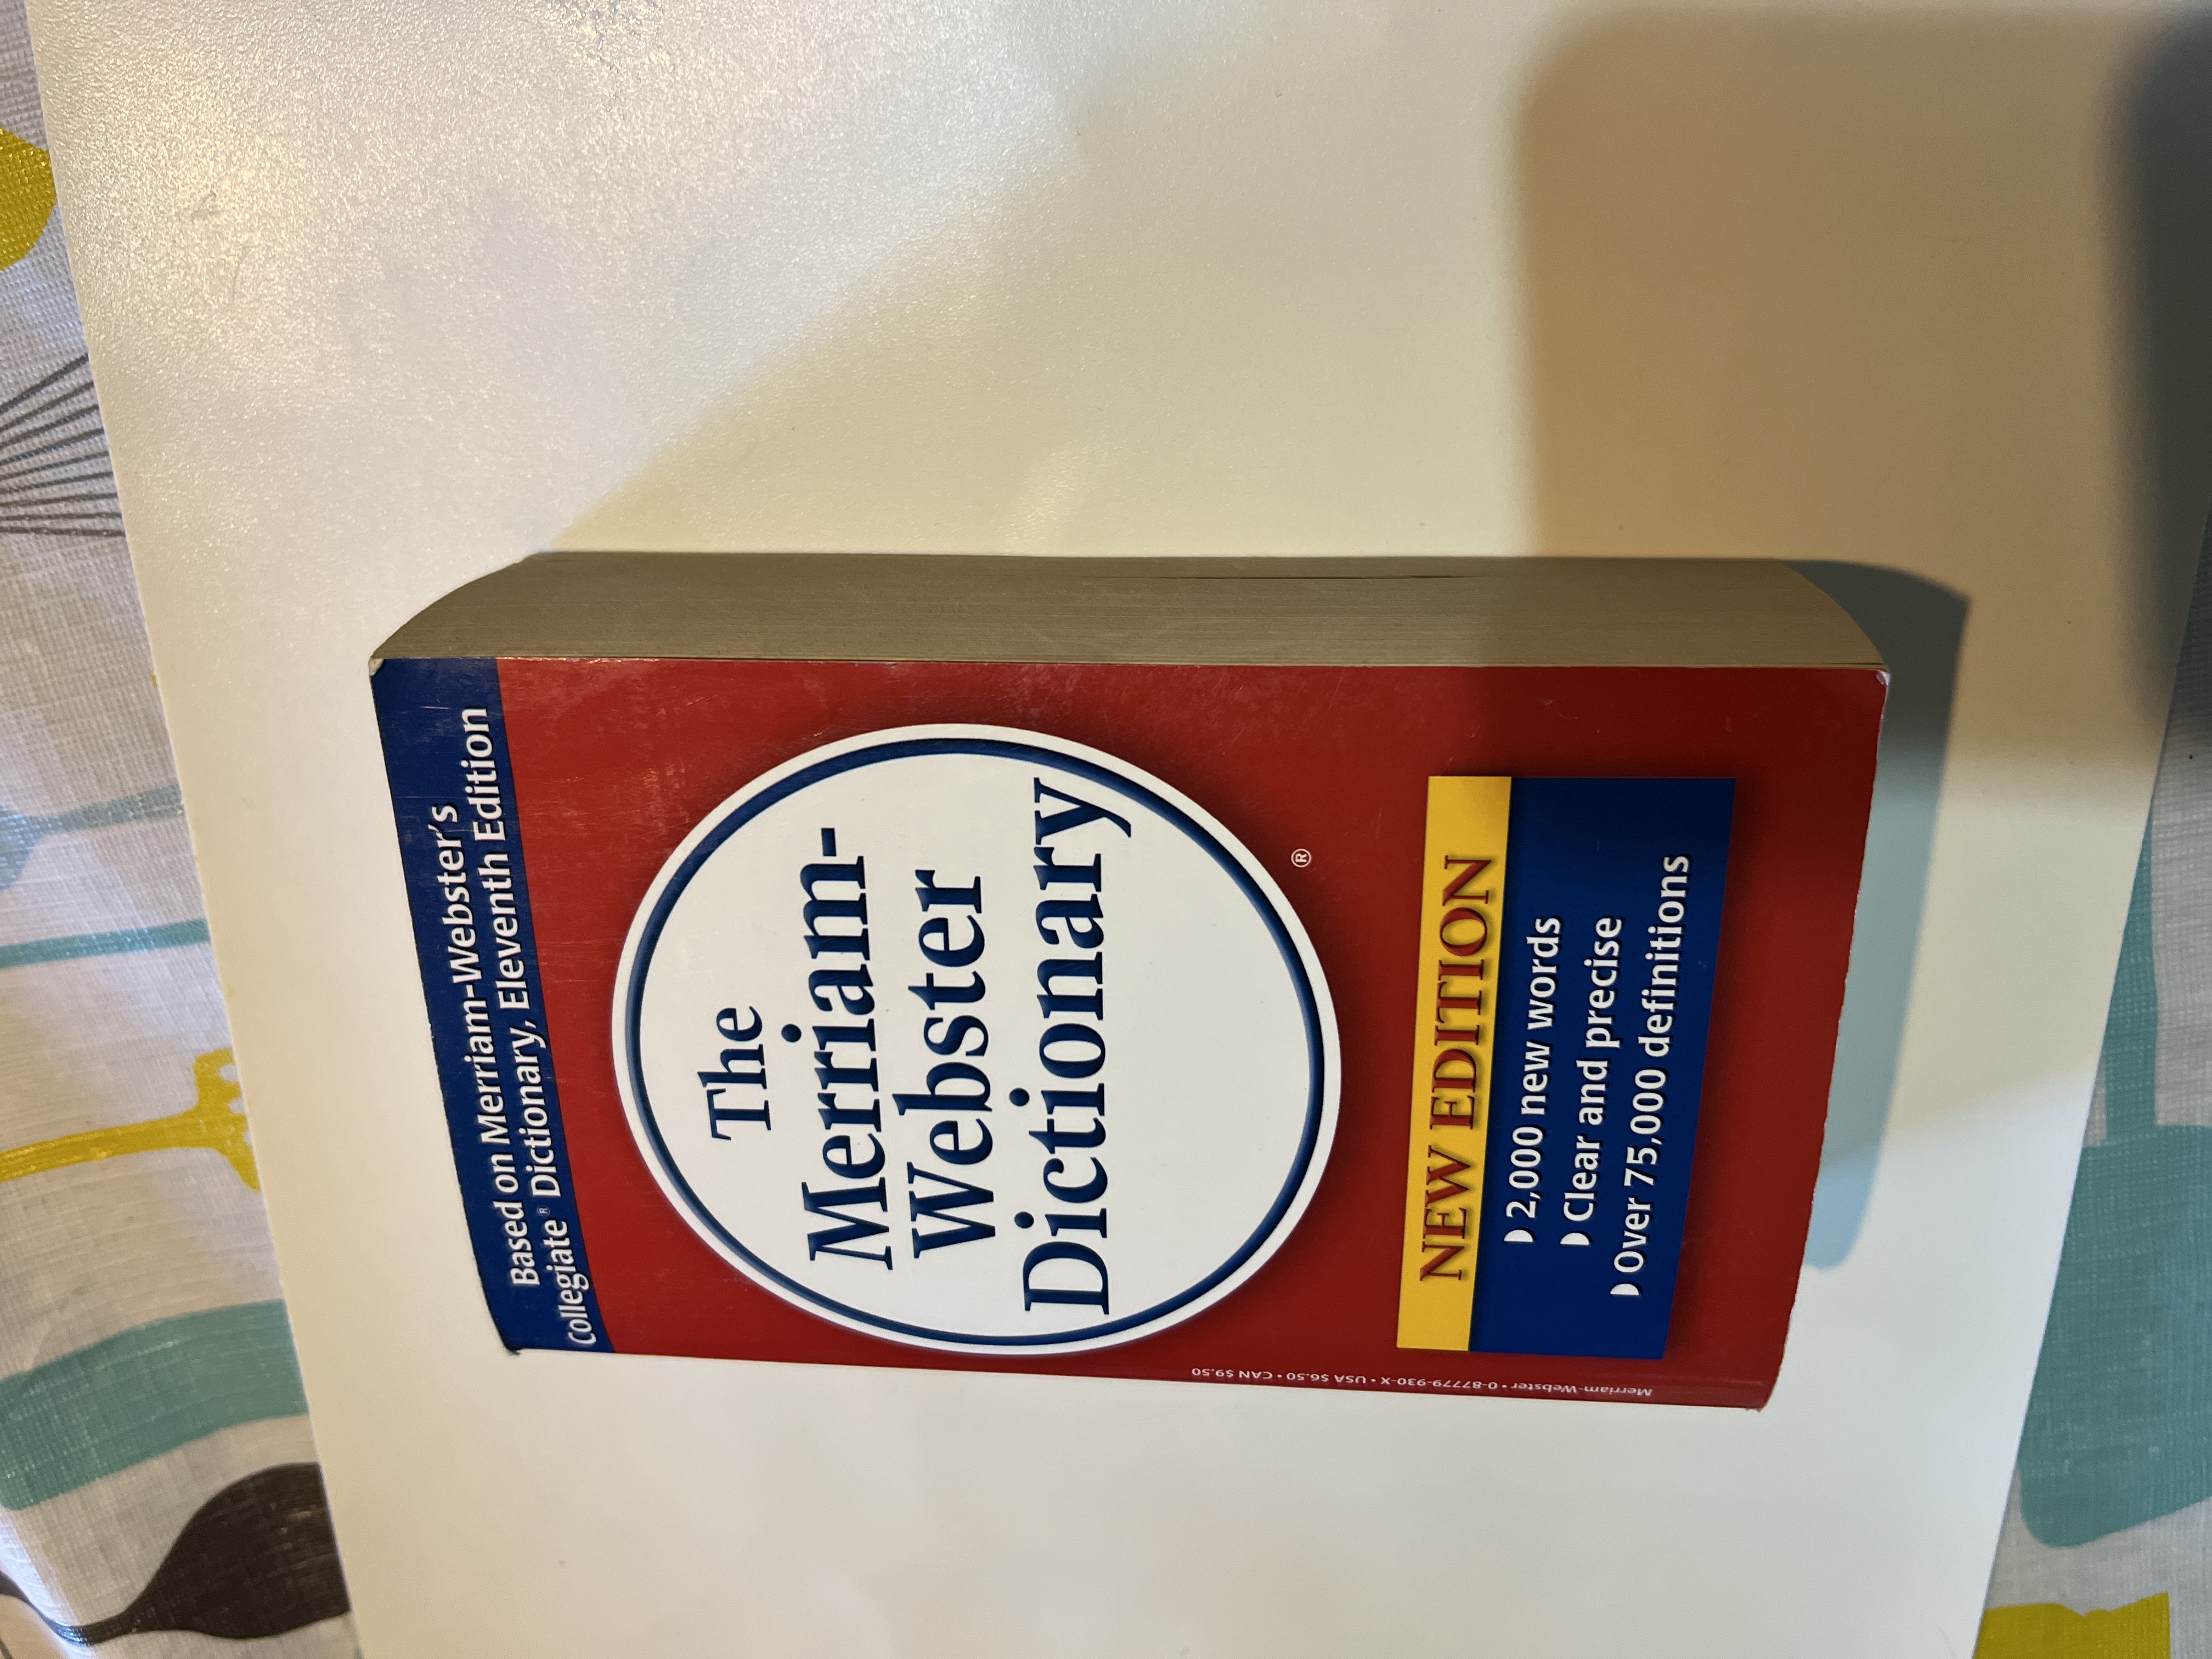 Based on Merriam-Webster's
Collegiate® Dictionary, Eleventh Edition
The
Merriam-
Webster
Dictionary
®
NEW EDITION
2,000 new words
Clear and precise
Over 75,000 definitions
Merriam-Webster • 0-87779-930-X • USA $6.50 • CAN $9.50